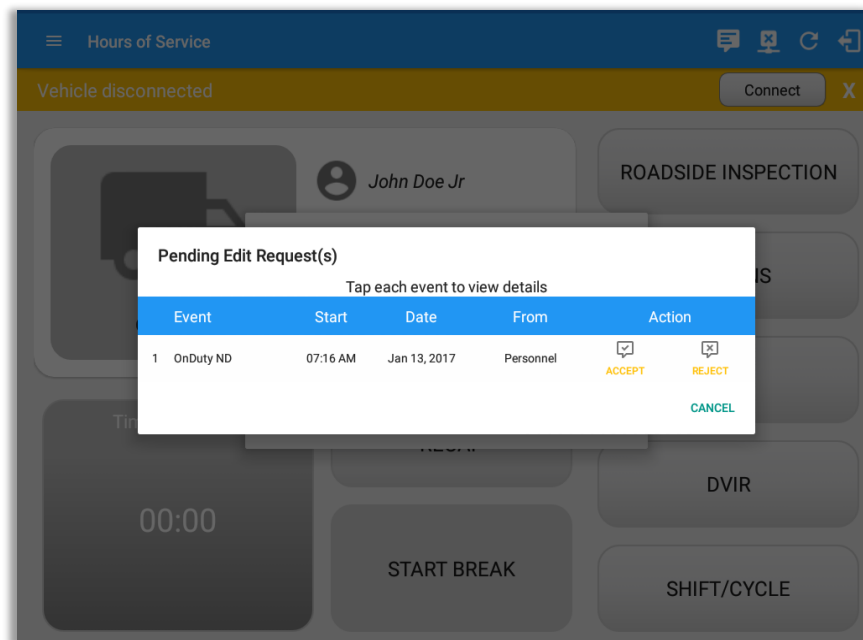 Hours of Service
Vehicle disconnected
Connect
X
John Doe Jr
ROADSIDE INSPECTION
Pending Edit Request(s)
Tap each event to view details
Event Start Date From Action
1 OnDuty ND 07:16 AM Jan 13, 2017 Personnel
ACCEPT REJECT
CANCEL
DVIR
00:00
START BREAK
SHIFT/CYCLE